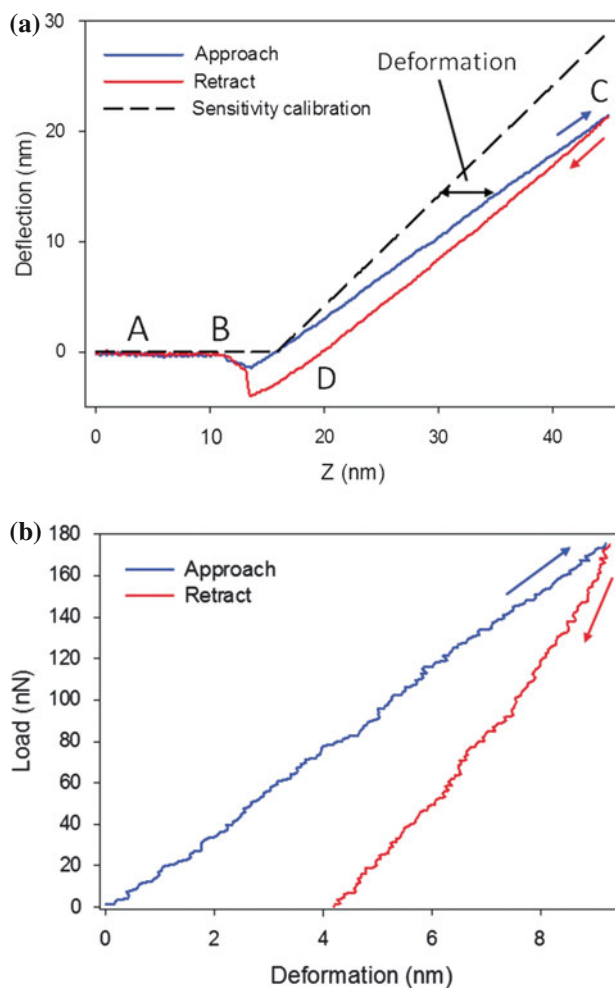 (a)
30
20
10
0
Deflection (nm)
Approach
Retract
Sensitivity calibration
Deformation
C
A
B
D
0
10
20
30
40
Z (nm)
(b)
180
160
140
120
100
80
60
40
20
0
Load (nN)
Approach
Retract
0
2
4
6
8
Deformation (nm)